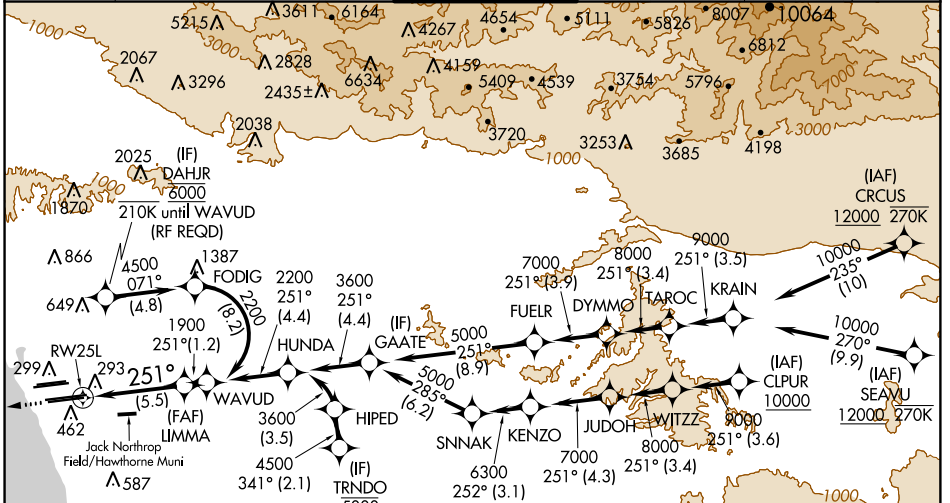 1000
5215
3611
6164
4267
4654
5111
5826
8007
10064
2067
3000
2828
6634
4159
6812
3296
2435±
5409
4539
3754
5796
7000
2038
3720
3253
3685
4198
3000
1000
1000
2025
(IF)
DAHJR
6000
210K until WAVUD
(RF REQD)
1870
000
866
649
4500
071°
(4.8)
1387
FODIG
2200
(8.2)
1900
251°(1.2)
2200
251°
(4.4)
3600
251°
(4.4)
HUNDA
(IF)
GAATE
5000
251°
(8.9)
FUELR
7000
251° (3.9)
DYMMO
8000
251° (3.4)
TAROC
9000
251° (3.5)
KRAIN
10000
235°
(10)
(IAF)
CRCUS
12000 270K
10000
270°
(9.9)
(IAF)
SEAVU
12000 270K
RW25L
299
293
462
251°
(5.5)
(FAF)
LIMMA
WAVUD
Jack Northrop
Field/Hawthorne Muni
587
3600
(3.5)
HIPED
4500
341° (2.1)
(IF)
TRNDO
5000
285°
(6.2)
SNNAK
6300
252° (3.1)
KENZO
7000
251° (4.3)
JUDOH
8000
251° (3.4)
WITZZ
9000
251° (3.6)
(IAF)
CLPUR
10000
1000